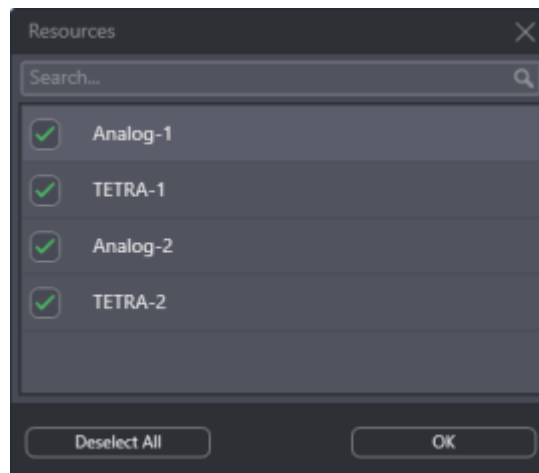 Resources
Search...
Analog-1
TETRA-1
Analog-2
TETRA-2
Deselect All
OK